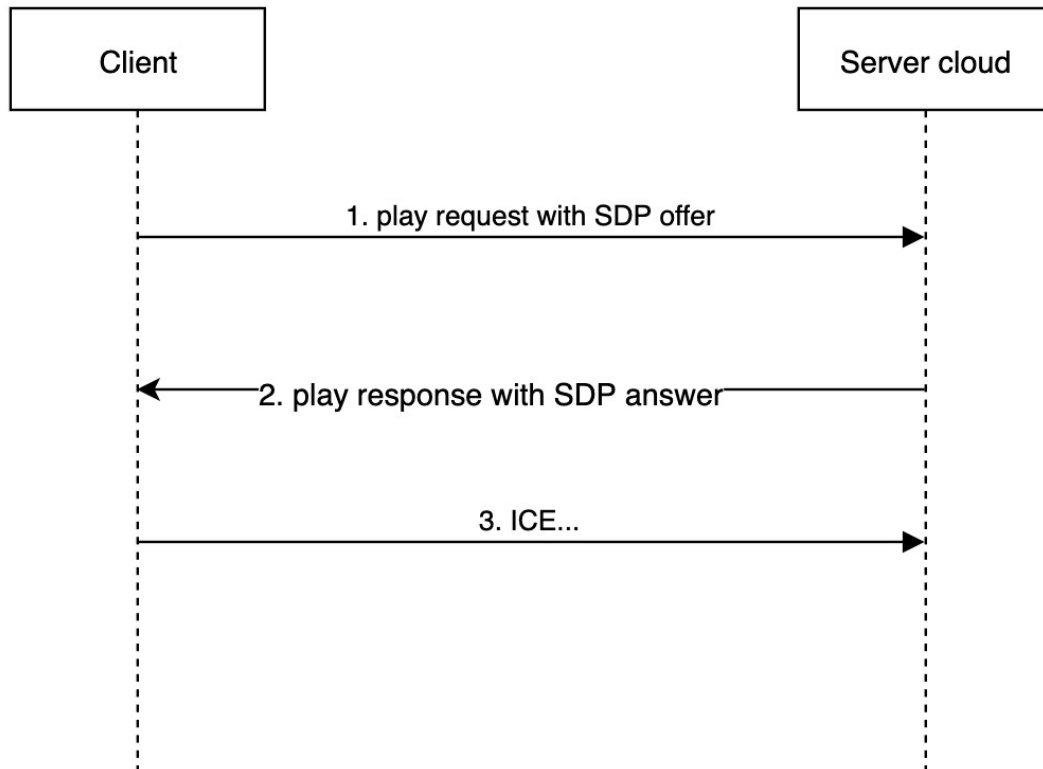 Client
Server cloud
1. play request with SDP offer
2. play response with SDP answer
3. ICE...